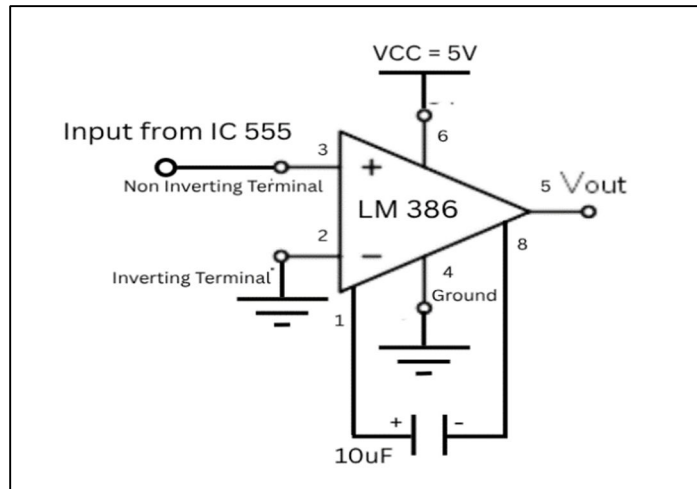 VCC = 5V
6
Input from IC 555
3
+
Non Inverting Terminal
LM 386
5 Vout
2
-
8
Inverting Terminal
4
Ground
1
+ -
10uF